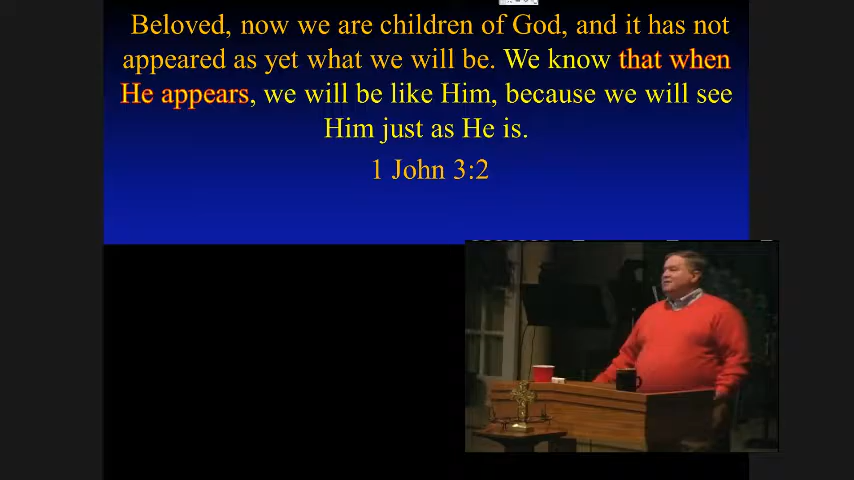 Beloved, now we are children of God, and it has not
appeared as yet what we will be. We know that when
He appears, we will be like Him, because we will see
Him just as He is.
1 John 3:2